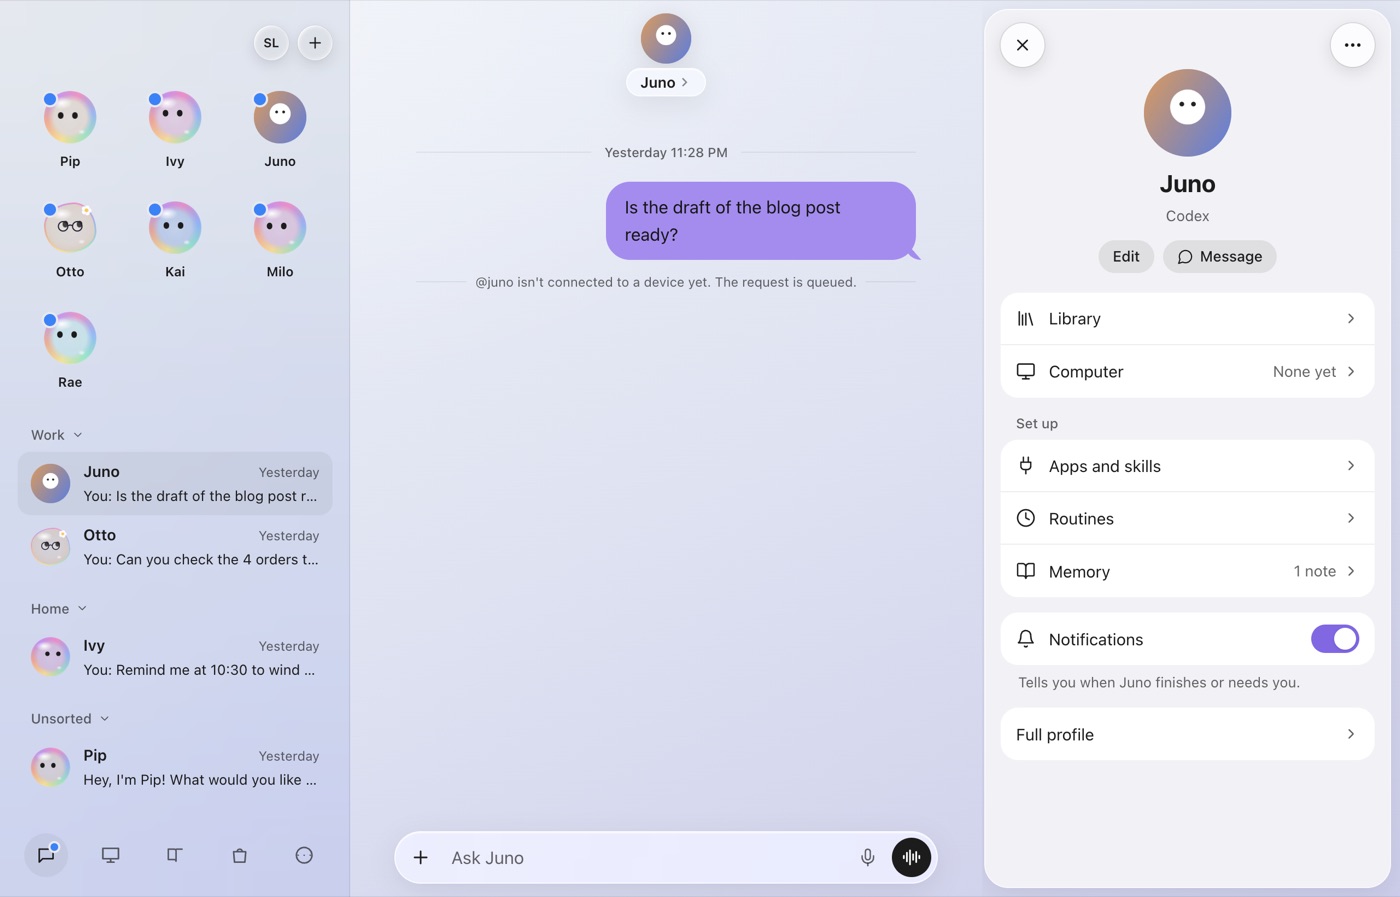 SL
Pip
Ivy
Juno
Otto
Kai
Milo
Rae
Work
Juno
Yesterday
You: Is the draft of the blog post r...
Otto
Yesterday
You: Can you check the 4 orders t...
Home
Ivy
Yesterday
You: Remind me at 10:30 to wind ...
Unsorted
Pip
Yesterday
Hey, I'm Pip! What would you like ...
Juno
Yesterday 11:28 PM
Is the draft of the blog post
ready?
@juno isn't connected to a device yet. The request is queued.
Ask Juno
Juno
Codex
Edit
Message
Library
Computer
None yet
Set up
Apps and skills
Routines
Memory
1 note
Notifications
Tells you when Juno finishes or needs you.
Full profile